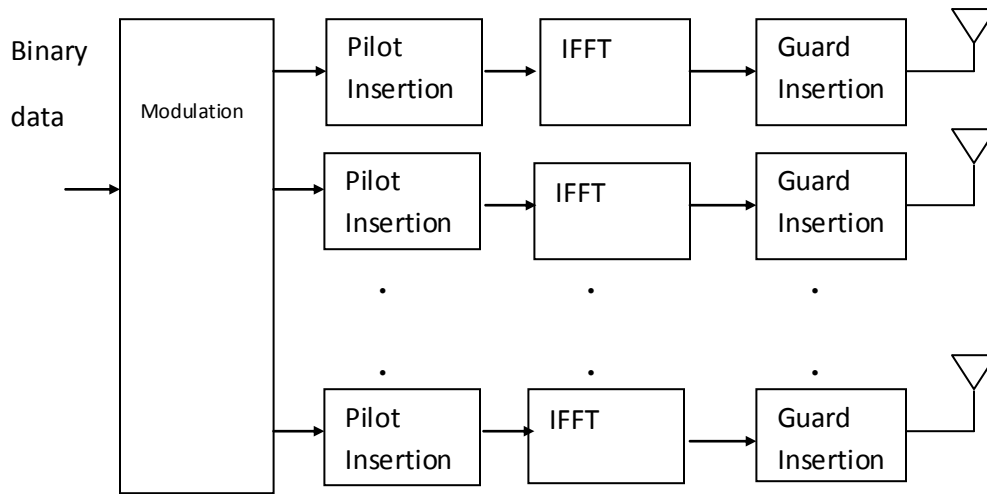 Binary
data
Modulation
Pilot
Insertion
IFFT
Guard
Insertion
Pilot
Insertion
IFFT
Guard
Insertion
Pilot
Insertion
IFFT
Guard
Insertion